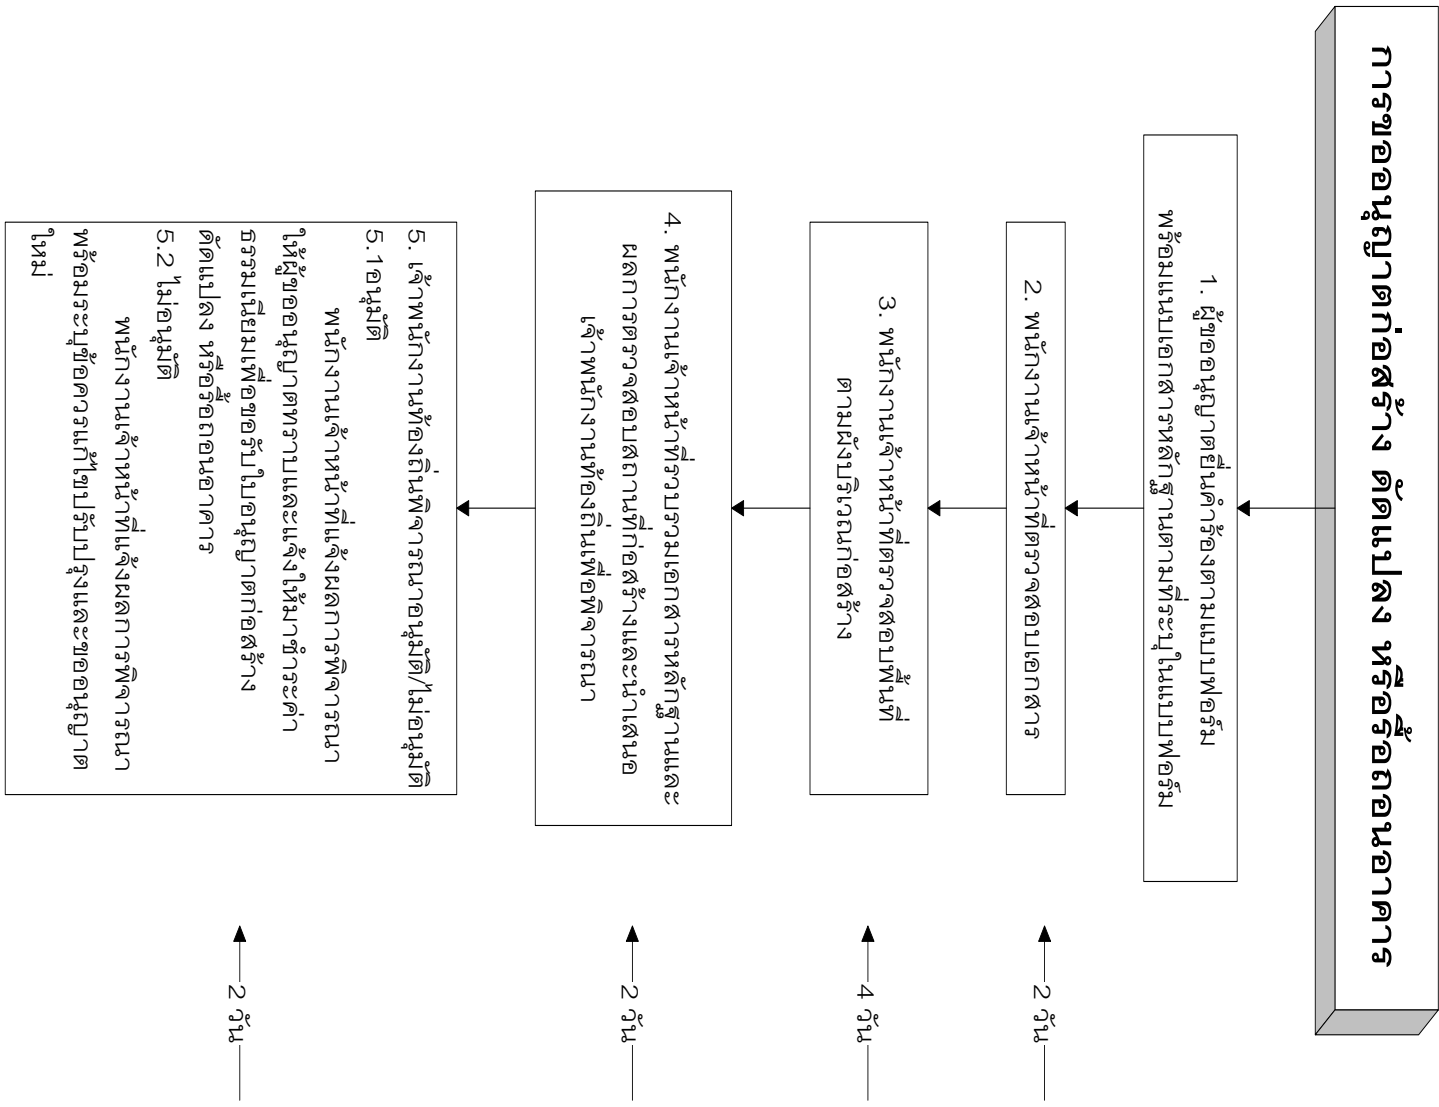 การขออนุญาตก่อสร้าง ดัดแปลง หรือรื้อถอนอาคาร
1. ผู้ขออนุญาตยื่นคำร้องตามแบบฟอร์ม
พร้อมแนบเอกสารหลักฐานตามที่ระบุในแบบฟอร์ม
2. พนักงานเจ้าหน้าที่ตรวจสอบเอกสาร
2 วัน
3. พนักงานเจ้าหน้าที่ตรวจสอบพื้นที่
ตามผังบริเวณก่อสร้าง
4 วัน
4. พนักงานเจ้าหน้าที่รวบรวมเอกสารหลักฐานและ
ผลการตรวจสอบสถานที่ก่อสร้างและนำเสนอ
เจ้าพนักงานท้องถิ่นเพื่อพิจารณา
2 วัน
5. เจ้าพนักงานท้องถิ่นพิจารณาอนุมัติ/ไม่อนุมัติ
5.1อนุมัติ
พนักงานเจ้าหน้าที่แจ้งผลการพิจารณา
ให้ผู้ขออนุญาตทราบและแจ้งให้มาชำระค่า
ธรรมเนียมเพื่อขอรับใบอนุญาตก่อสร้าง
ดัดแปลง หรือรื้อถอนอาคาร
5.2 ไม่อนุมัติ
พนักงานเจ้าหน้าที่แจ้งผลการพิจารณา
พร้อมระบุข้อควรแก้ไขปรับปรุงและขออนุญาต
ใหม่
2 วัน